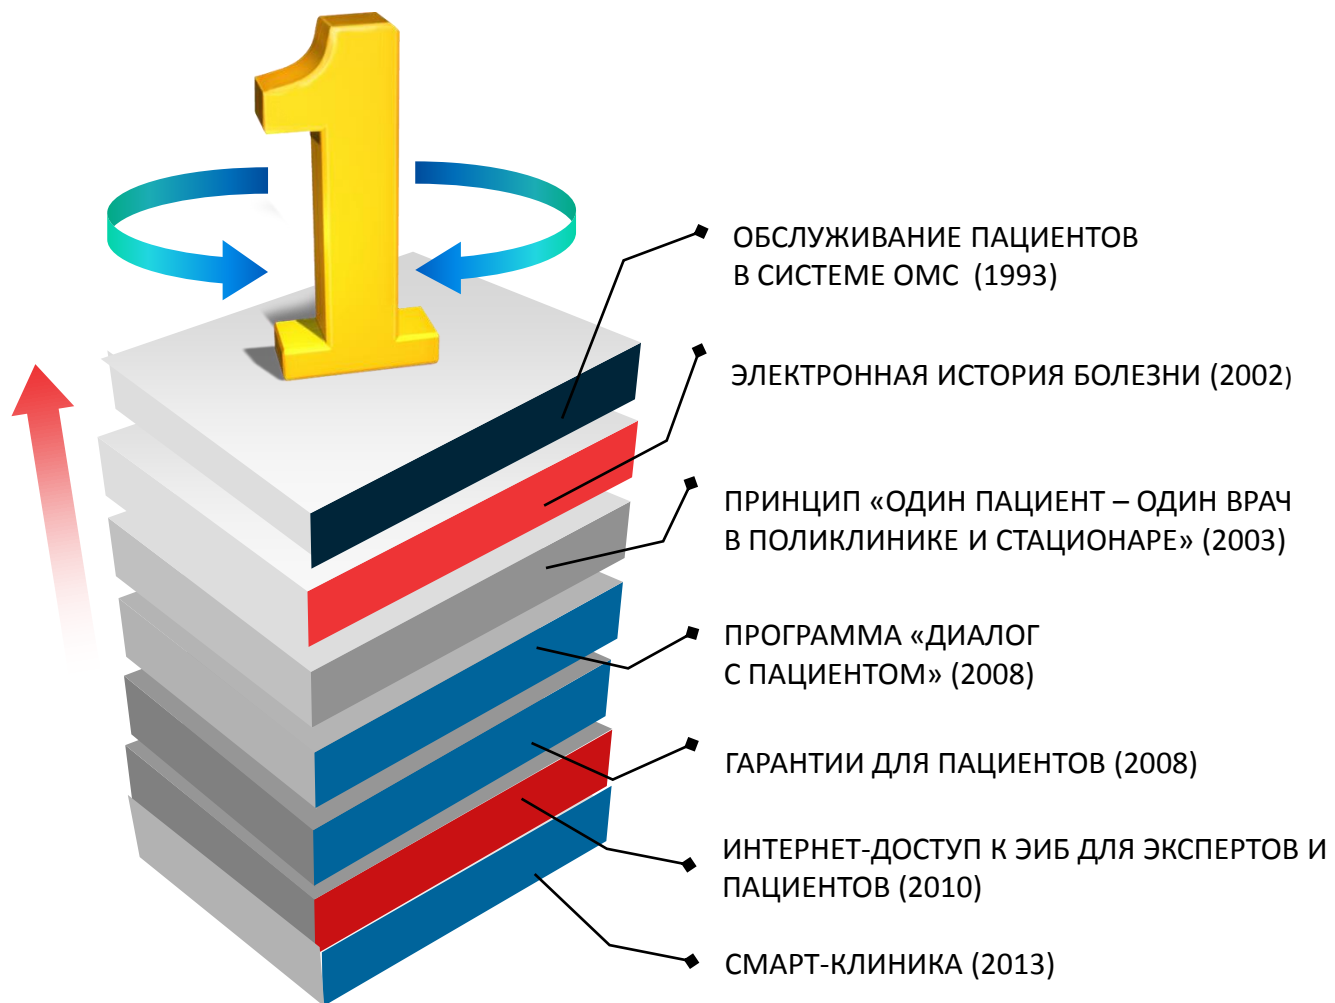 1
ОБСЛУЖИВАНИЕ ПАЦИЕНТОВ
В СИСТЕМЕ ОМС (1993)
ЭЛЕКТРОННАЯ ИСТОРИЯ БОЛЕЗНИ (2002)
ПРИНЦИП «ОДИН ПАЦИЕНТ – ОДИН ВРАЧ
В ПОЛИКЛИНИКЕ И СТАЦИОНАРЕ» (2003)
ПРОГРАММА «ДИАЛОГ
С ПАЦИЕНТОМ» (2008)
ГАРАНТИИ ДЛЯ ПАЦИЕНТОВ (2008)
ИНТЕРНЕТ-ДОСТУП К ЭИБ ДЛЯ ЭКСПЕРТОВ И
ПАЦИЕНТОВ (2010)
СМАРТ-КЛИНИКА (2013)